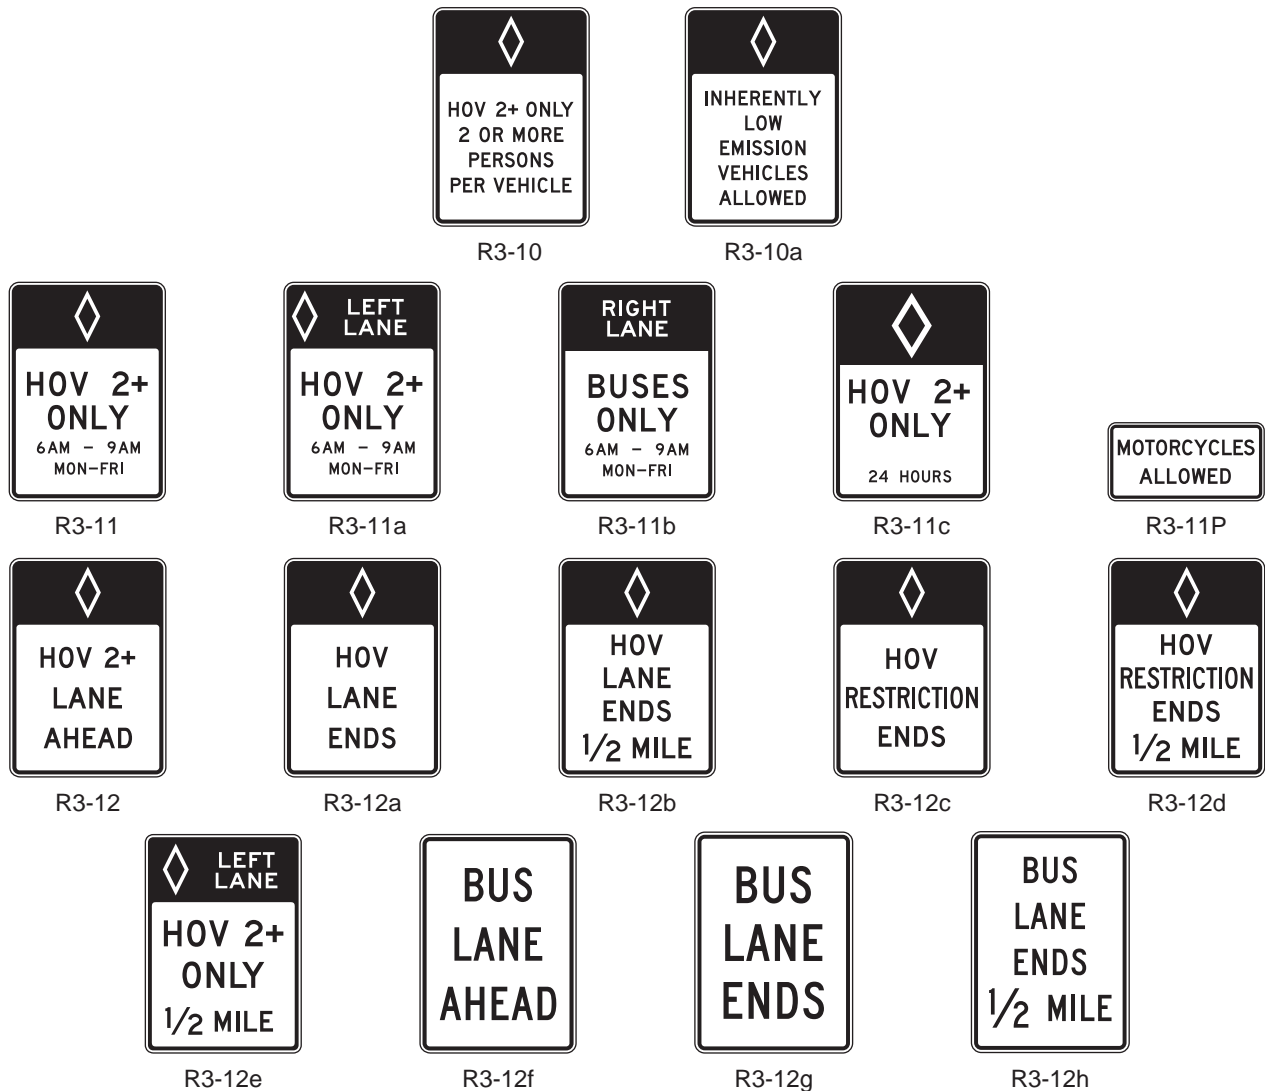 HOV 2+ ONLY
2 OR MORE
PERSONS
PER VEHICLE
R3-10
INHERENTLY
LOW
EMISSION
VEHICLES
ALLOWED
R3-10a
HOV 2+
ONLY
6AM – 9AM
MON–FRI
R3-11
LEFT
LANE
HOV 2+
ONLY
6AM – 9AM
MON–FRI
R3-11a
RIGHT
LANE
BUSES
ONLY
6AM – 9AM
MON–FRI
R3-11b
HOV 2+
ONLY
24 HOURS
R3-11c
MOTORCYCLES
ALLOWED
R3-11P
HOV 2+
LANE
AHEAD
R3-12
HOV
LANE
ENDS
R3-12a
HOV
LANE
ENDS
1/2 MILE
R3-12b
HOV
RESTRICTION
ENDS
R3-12c
HOV
RESTRICTION
ENDS
1/2 MILE
R3-12d
LEFT
LANE
HOV 2+
ONLY
1/2 MILE
R3-12e
BUS
LANE
AHEAD
R3-12f
BUS
LANE
ENDS
R3-12g
BUS
LANE
ENDS
1/2 MILE
R3-12h